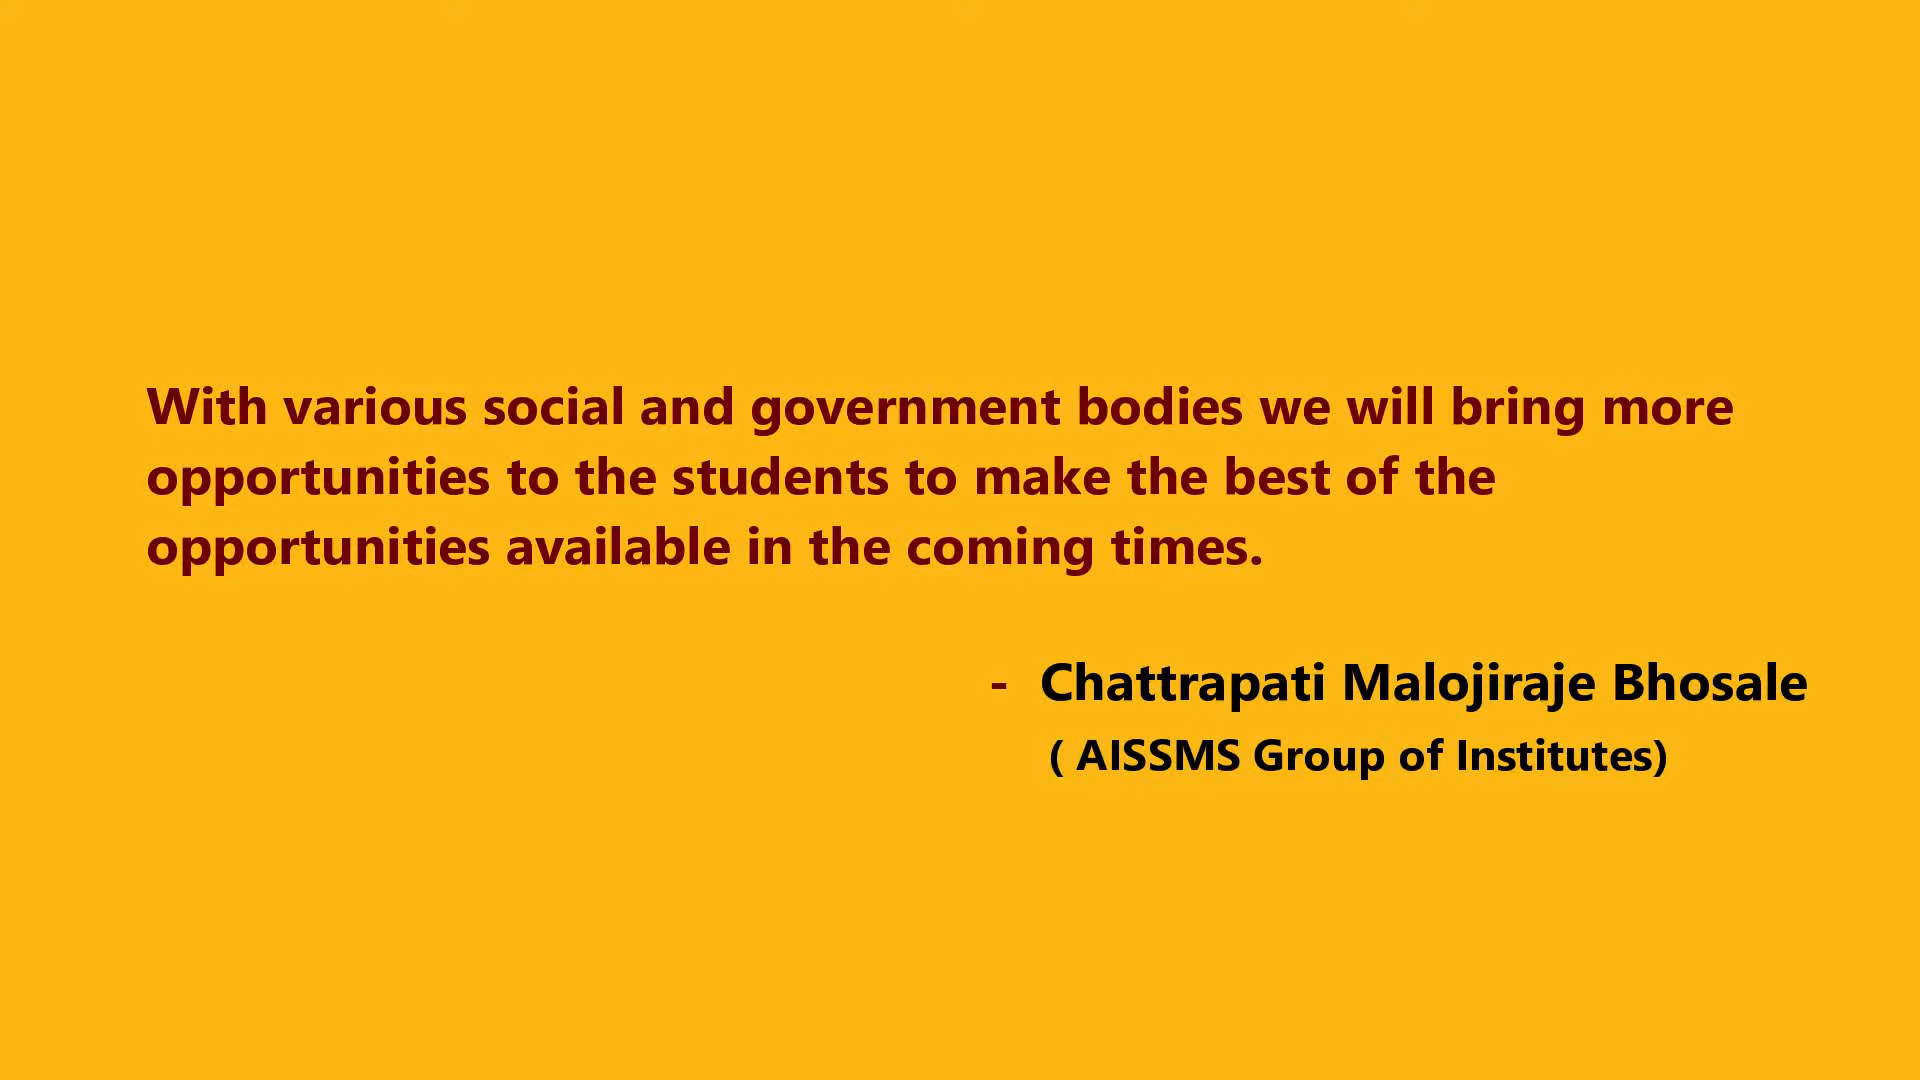 With various social and government bodies we will bring more
opportunities to the students to make the best of the
opportunities available in the coming times.
- Chattrapati Malojiraje Bhosale
( AISSMS Group of Institutes)